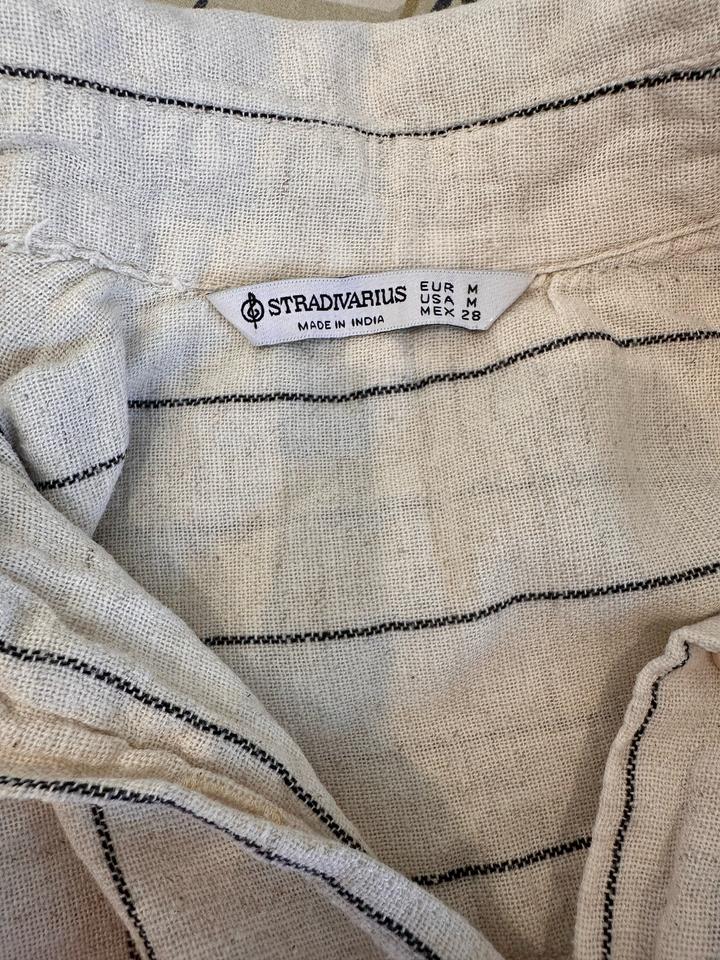 STRADIVARIUS
MADE IN INDIA
EUR M
USA M
MEX 28